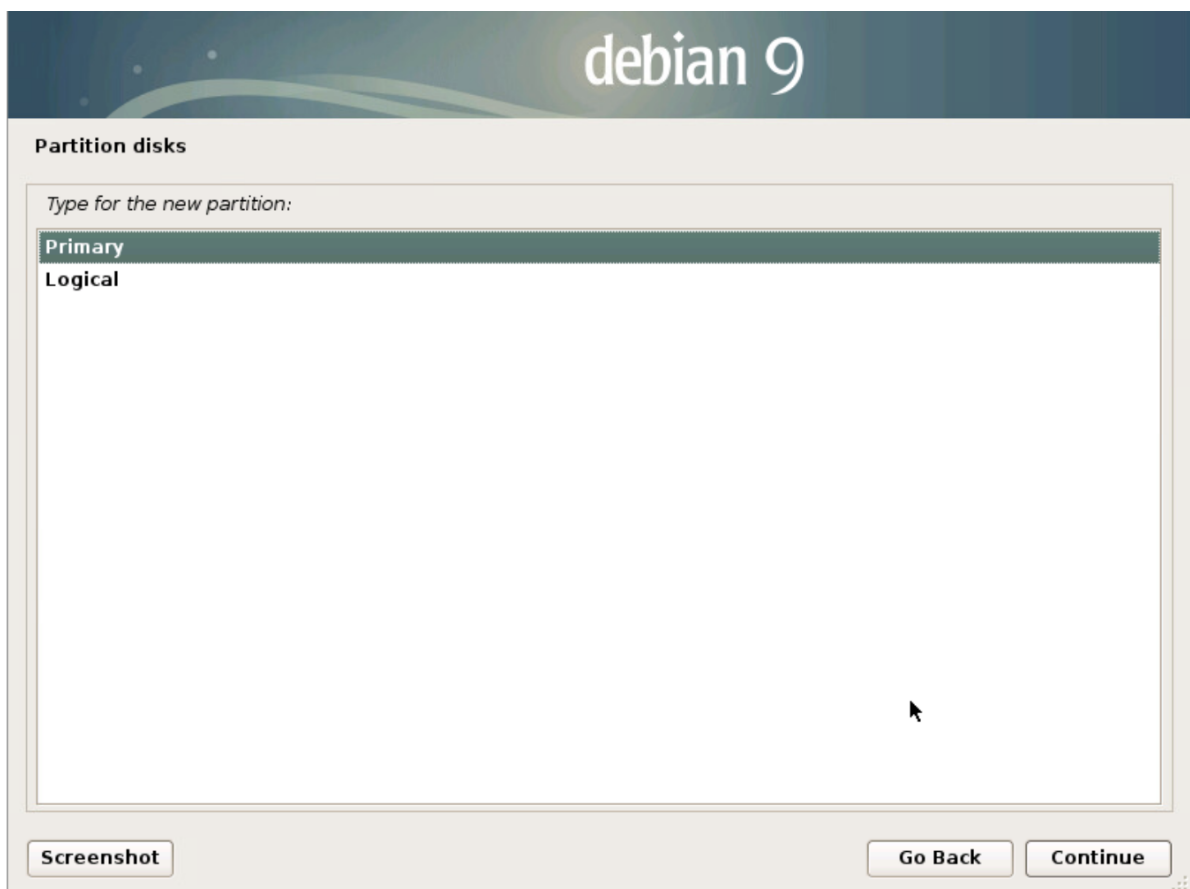 debian 9
Partition disks
Type for the new partition:
Primary
Logical
Screenshot
Go Back
Continue